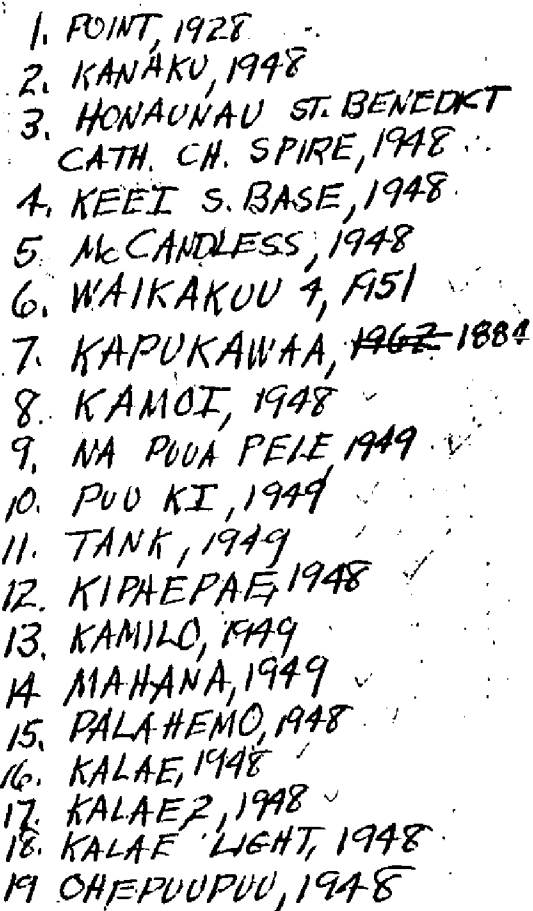 1. POINT, 1928
2. KANAKU, 1948
3. HONAUNAU ST. BENEDICT
CATH. CH. SPIRE, 1948
4. KEEI S. BASE, 1948
5. McCANDLESS, 1948
6. WAIKAKUU 4, 1951
7. KAPUKAWAA, 1962 1884
8. KAMOI, 1948
9. NA PUUA PELE, 1949
10. PUU KI, 1949
11. TANK, 1949
12. KIPAEPAE, 1948
13. KAMILO, 1949
14 MAHANA, 1949
15. PALAHEMO, 1948
16. KALAE, 1948
17. KALAE 2, 1948
18. KALAE LIGHT, 1948
19 OHEPUUPUU, 1948